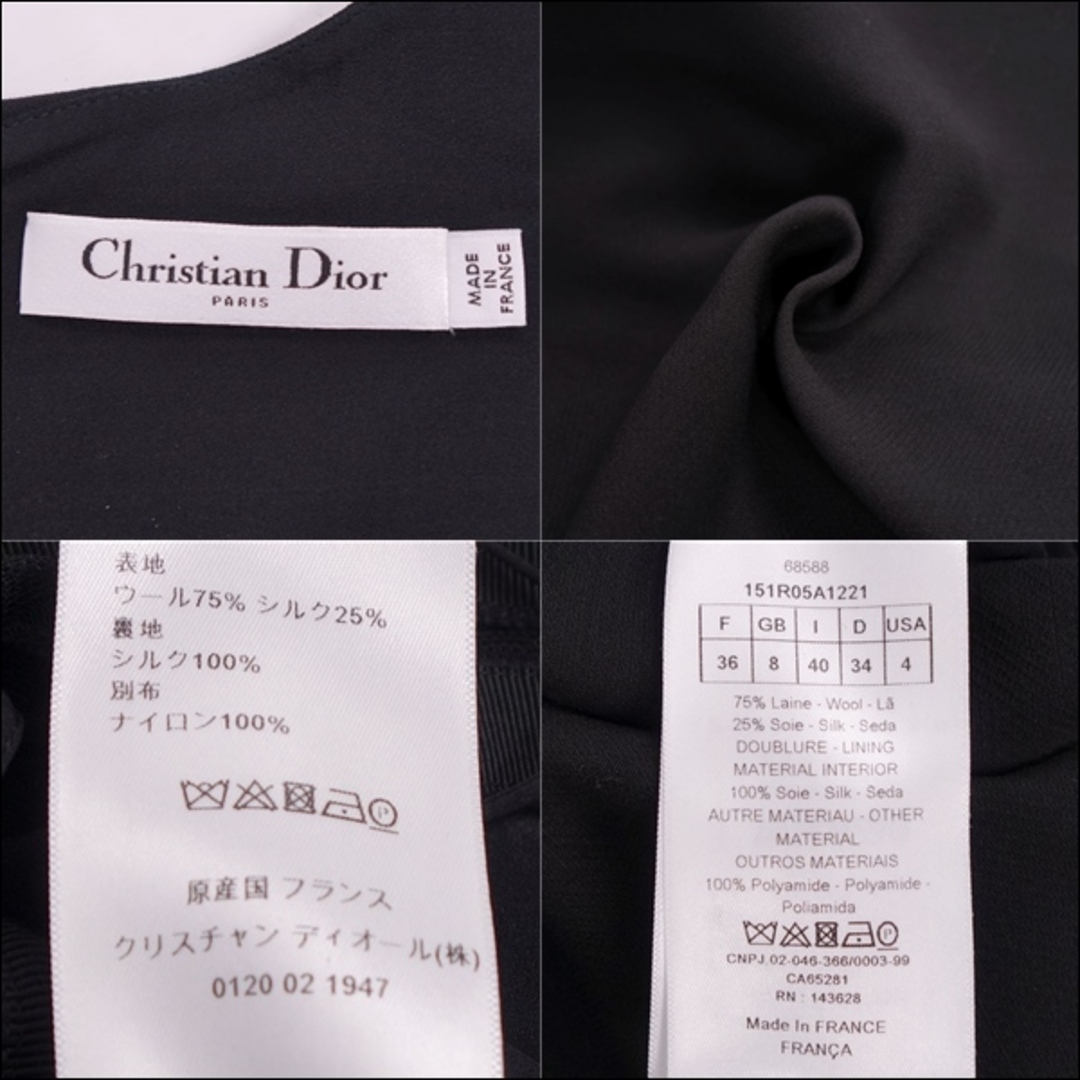 Christian Dior
PARIS
MADE
IN
FRANCE
表地
ウール75% シルク25%
裏地
シルク100%
別布
ナイロン100%
P
原産国 フランス
クリスチャン ディオール(株)
0120 02 1947
68588
151R05A1221
F GB I D USA
36 8 40 34 4
75% Laine - Wool - Lã
25% Soie - Silk - Seda
DOUBLURE - LINING
MATERIAL INTERIOR
100% Soie - Silk - Seda
AUTRE MATERIAU - OTHER
MATERIAL
OUTROS MATERIAIS
100% Polyamide - Polyamide -
Poliamida
P
CNPJ.02-046-366/0003-99
CA65281
RN : 143628
Made In FRANCE
FRANÇA